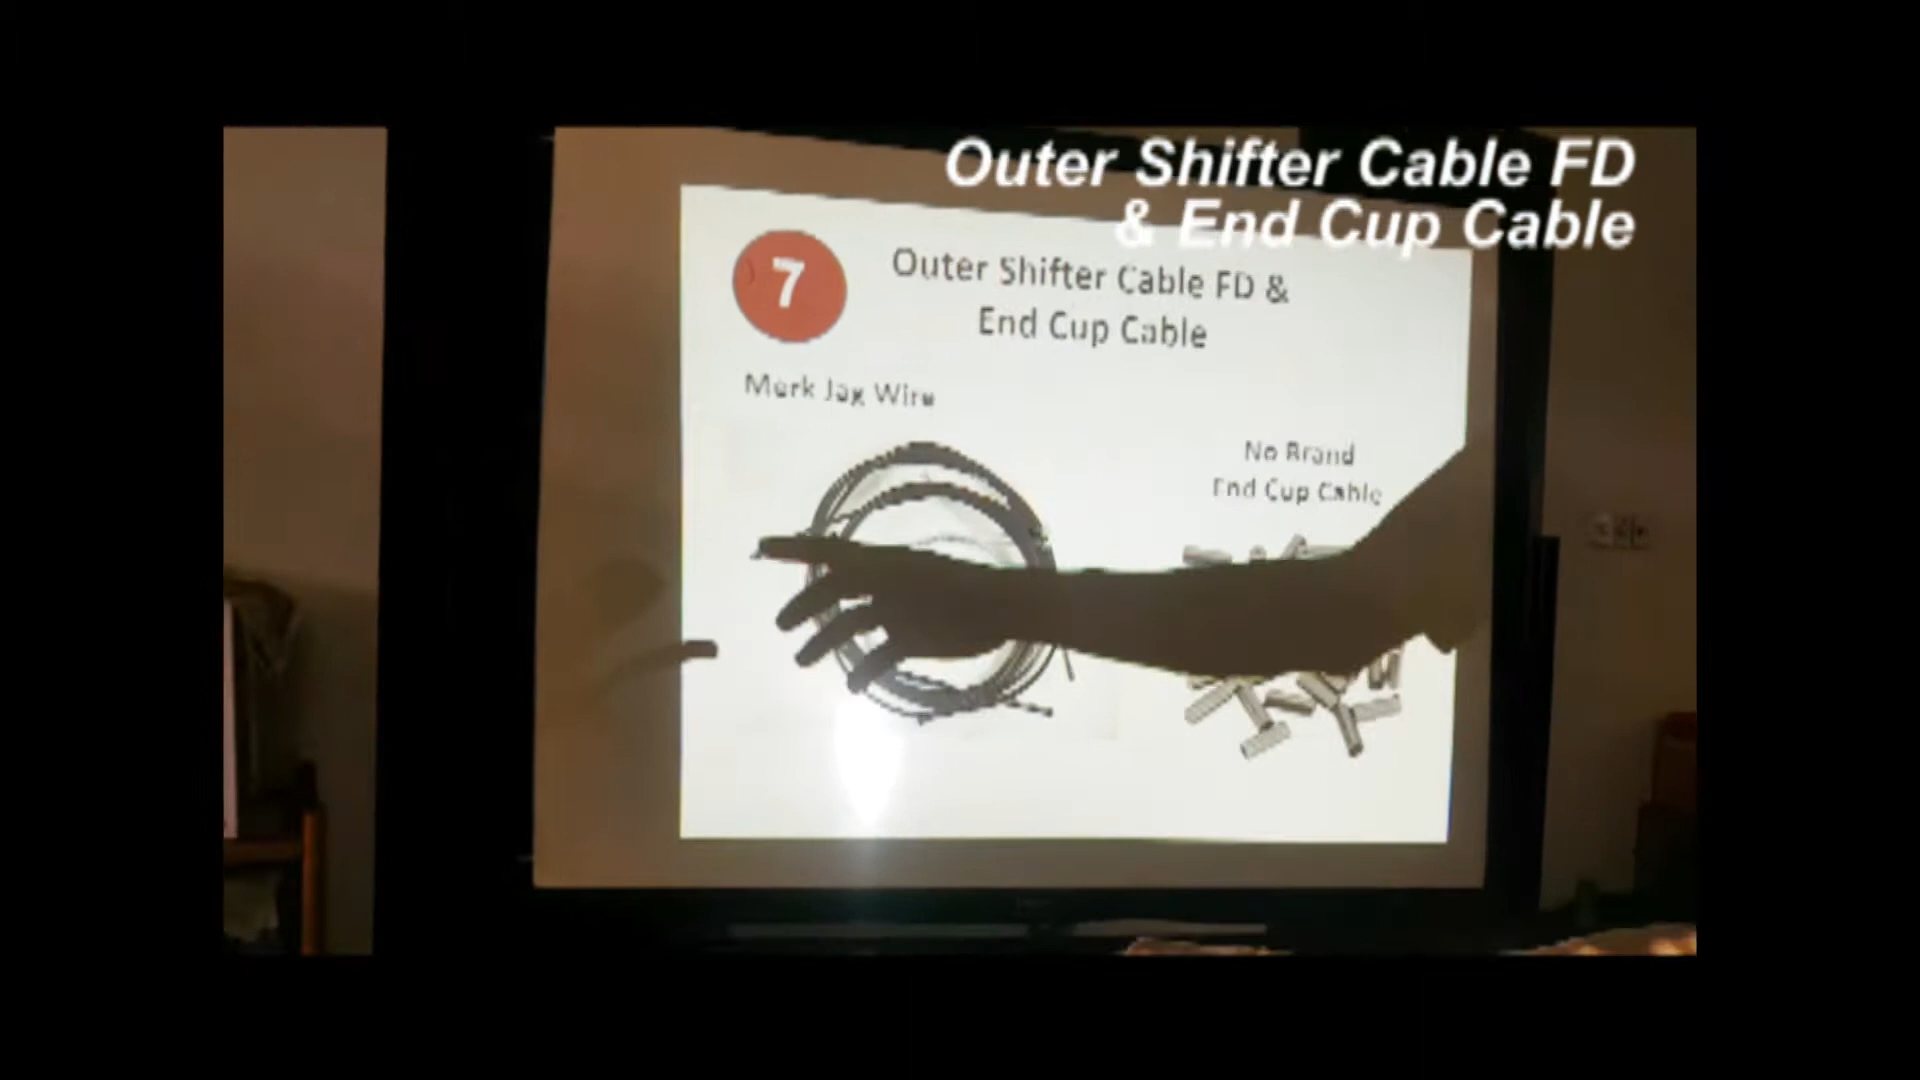 Outer Shifter Cable FD
& End Cup Cable
7
Outer Shifter Cable FD &
End Cup Cable
Merk Jag Wire
No Brand
End Cup Cable